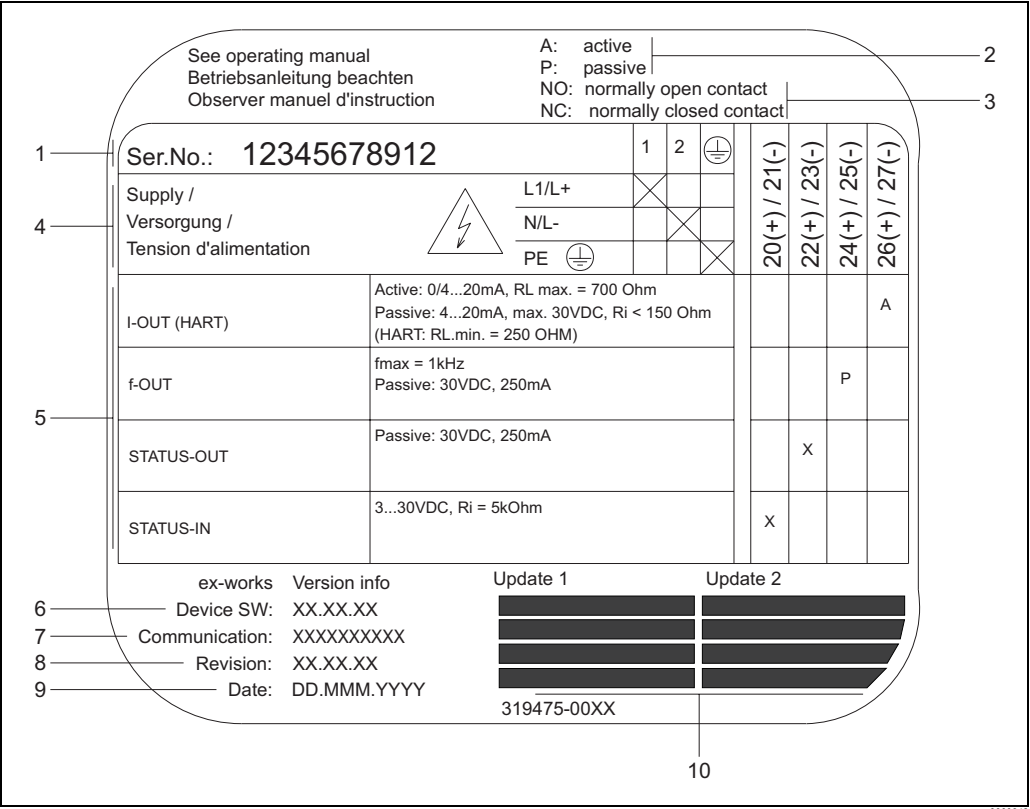 See operating manual
Betriebsanleitung beachten
Observer manuel d'instruction
A: active
P: passive
NO: normally open contact
NC: normally closed contact
2
3
1
Ser.No.: 12345678912
1 2
20(+) / 21(-)
22(+) / 23(-)
24(+) / 25(-)
26(+) / 27(-)
4
Supply /
Versorgung /
Tension d'alimentation
L1/L+
N/L-
PE
5
I-OUT (HART)
Active: 0/4...20mA, RL max. = 700 Ohm
Passive: 4...20mA, max. 30VDC, Ri < 150 Ohm
(HART: RL.min. = 250 OHM)
A
f-OUT
fmax = 1kHz
Passive: 30VDC, 250mA
P
STATUS-OUT
Passive: 30VDC, 250mA
X
STATUS-IN
3...30VDC, Ri = 5kOhm
X
ex-works Version info Update 1 Update 2
6 Device SW: XX.XX.XX
7 Communication: XXXXXXXXXX
8 Revision: XX.XX.XX
9 Date: DD.MMM.YYYY
319475-00XX
10